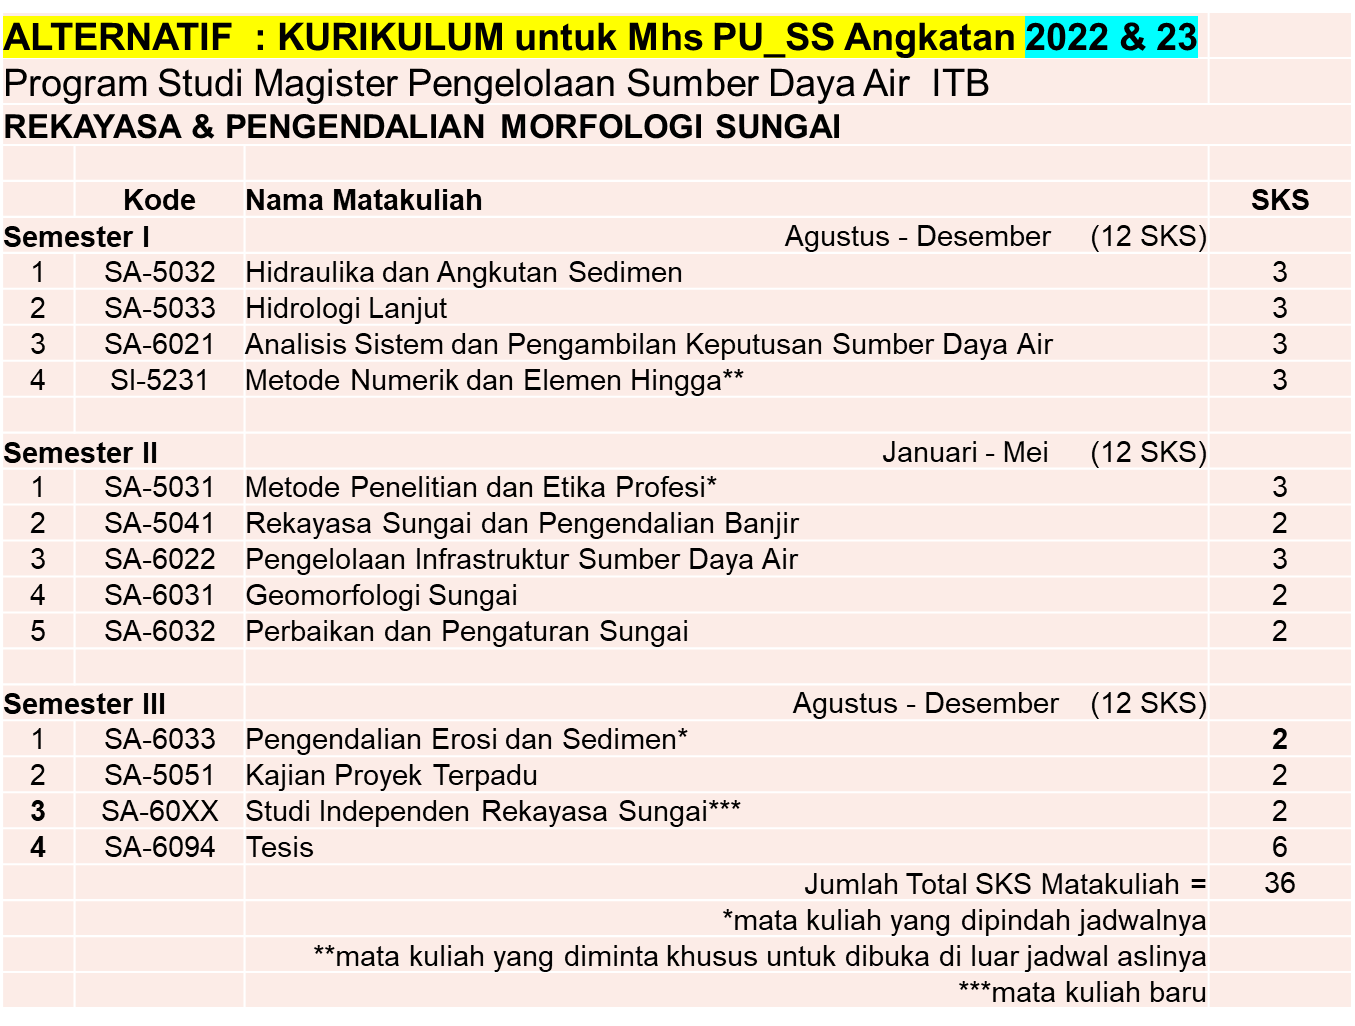 ALTERNATIF : KURIKULUM untuk Mhs PU_SS Angkatan 2022 & 23
Program Studi Magister Pengelolaan Sumber Daya Air ITB
REKAYASA & PENGENDALIAN MORFOLOGI SUNGAI
Kode Nama Matakuliah SKS
Semester I Agustus - Desember (12 SKS)
1 SA-5032 Hidraulika dan Angkutan Sedimen 3
2 SA-5033 Hidrologi Lanjut 3
3 SA-6021 Analisis Sistem dan Pengambilan Keputusan Sumber Daya Air 3
4 SI-5231 Metode Numerik dan Elemen Hingga** 3
Semester II Januari - Mei (12 SKS)
1 SA-5031 Metode Penelitian dan Etika Profesi* 3
2 SA-5041 Rekayasa Sungai dan Pengendalian Banjir 2
3 SA-6022 Pengelolaan Infrastruktur Sumber Daya Air 3
4 SA-6031 Geomorfologi Sungai 2
5 SA-6032 Perbaikan dan Pengaturan Sungai 2
Semester III Agustus - Desember (12 SKS)
1 SA-6033 Pengendalian Erosi dan Sedimen* 2
2 SA-5051 Kajian Proyek Terpadu 2
3 SA-60XX Studi Independen Rekayasa Sungai*** 2
4 SA-6094 Tesis 6
Jumlah Total SKS Matakuliah = 36
*mata kuliah yang dipindah jadwalnya
**mata kuliah yang diminta khusus untuk dibuka di luar jadwal aslinya
***mata kuliah baru